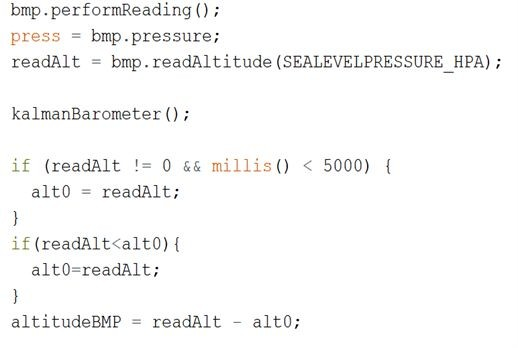 bmp.performReading();
press = bmp.pressure;
readAlt = bmp.readAltitude(SEALEVELPRESSURE_HPA);

kalmanBarometer();

if (readAlt != 0 && millis() < 5000) {
  alt0 = readAlt;
}
if(readAlt<alt0){
  alt0=readAlt;
}
altitudeBMP = readAlt - alt0;